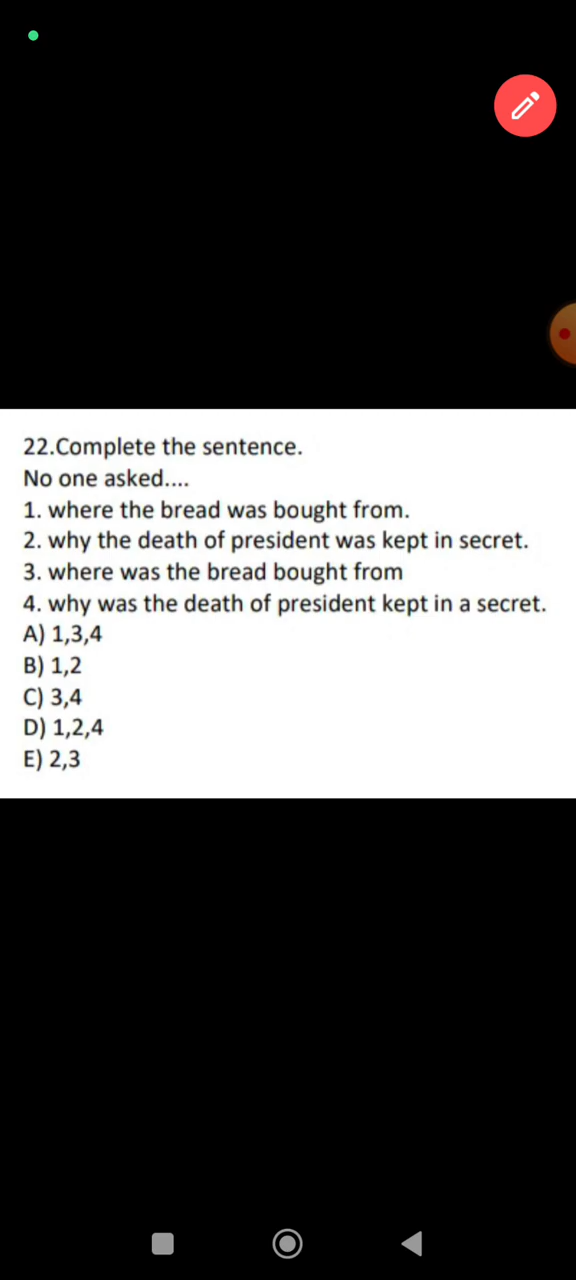 22.Complete the sentence.
No one asked....
1. where the bread was bought from.
2. why the death of president was kept in secret.
3. where was the bread bought from
4. why was the death of president kept in a secret.
A) 1,3,4
B) 1,2
C) 3,4
D) 1,2,4
E) 2,3